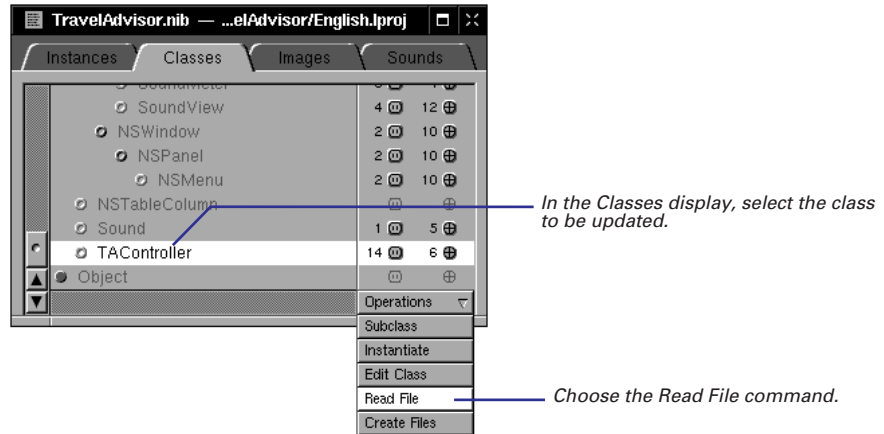 TravelAdvisor.nib — ...elAdvisor/English.lproj
Instances Classes Images Sounds
SoundView 4 12
NSWindow 2 10
NSPanel 2 10
NSMenu 2 10
NSTableColumn
Sound 1 5
TAController 14 6
Object
In the Classes display, select the class
to be updated.
Operations
Subclass
Instantiate
Edit Class
Read File
Choose the Read File command.
Create Files